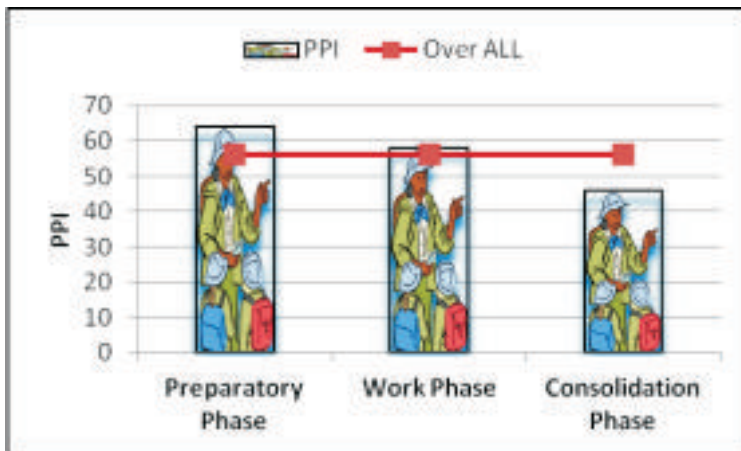 PPI Over ALL
70
60
50
40
30
20
10
0
PPI
Preparatory Phase
Work Phase
Consolidation Phase